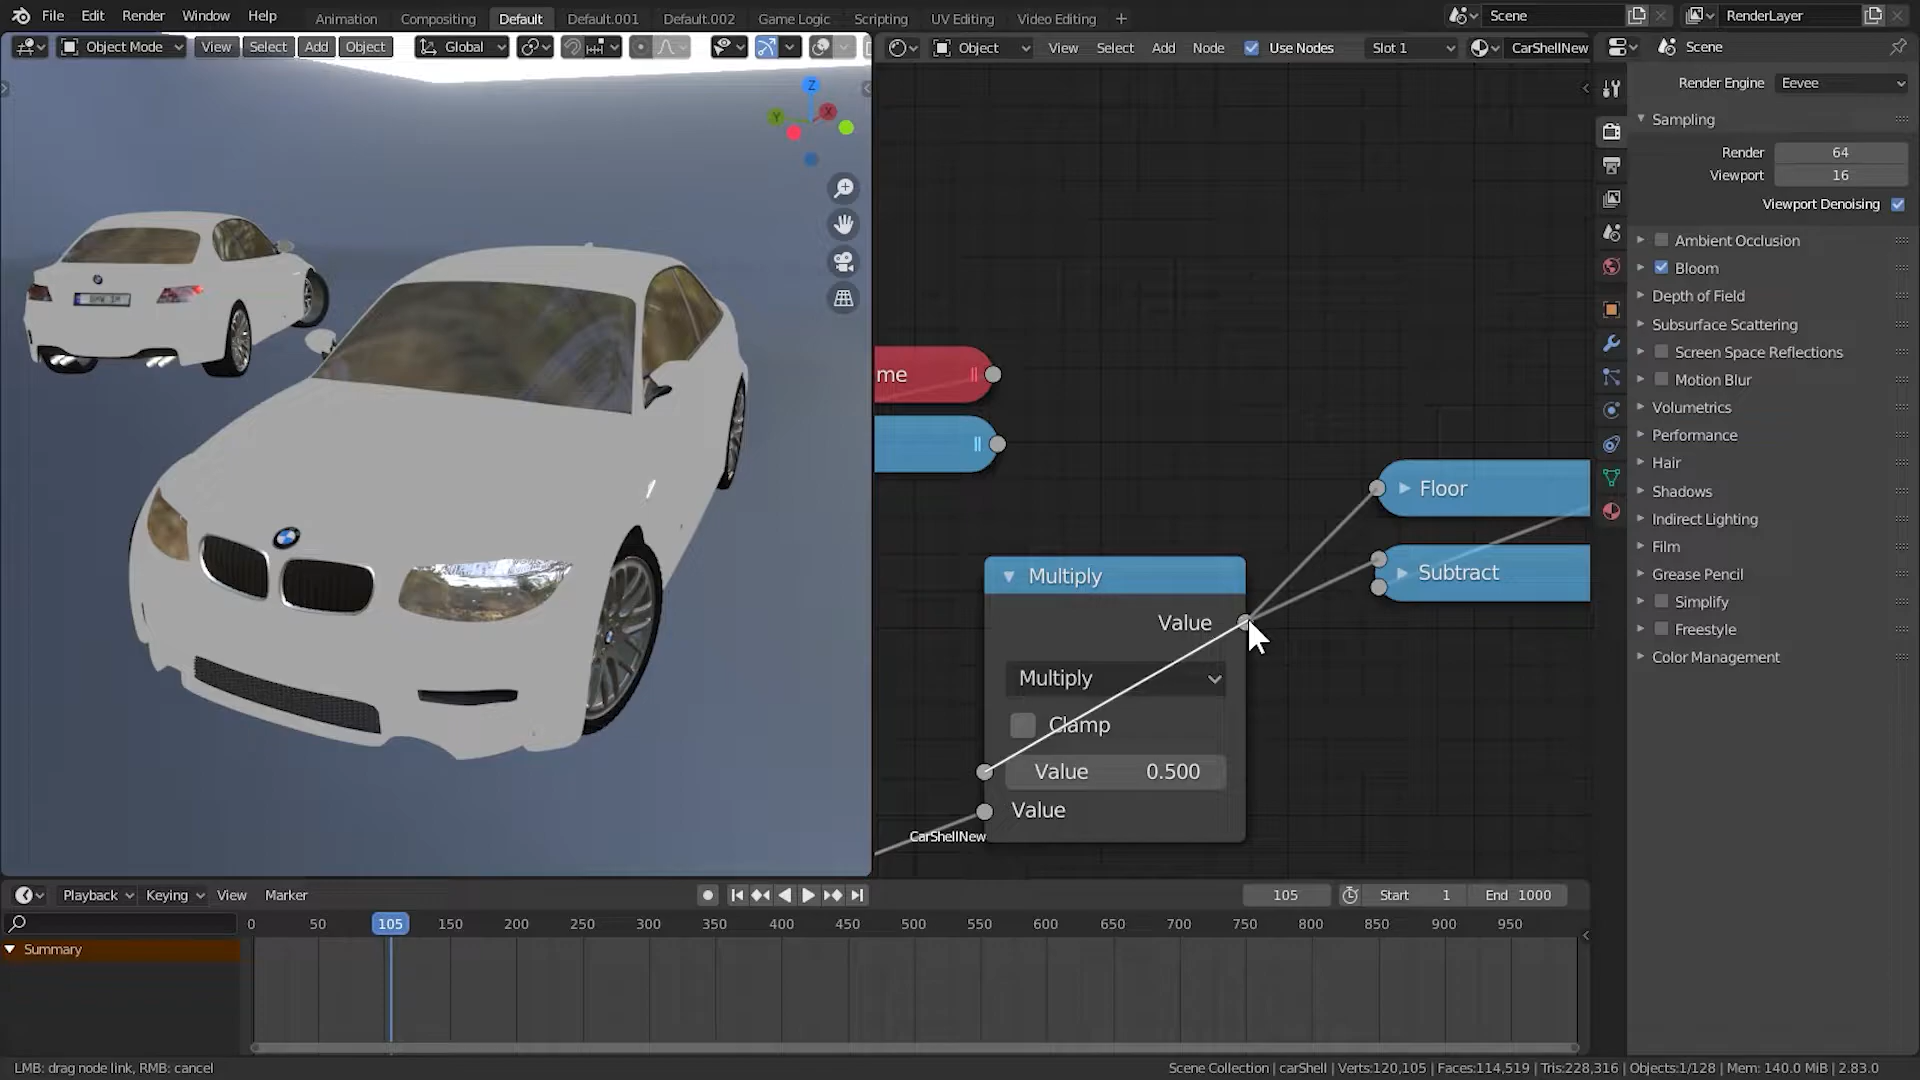 File Edit Render Window Help Animation Compositing Default Default.001 Default.002 Game Logic Scripting UV Editing Video Editing + Scene RenderLayer
Object Mode View Select Add Object Global Object View Select Add Node Use Nodes Slot 1 CarShellNew Scene
Z
Y X
BMW 1M
me
Floor
Subtract
Multiply
Value
Multiply
Clamp
Value 0.500
Value
CarShellNew
Render Engine Eevee
Sampling
Render 64
Viewport 16
Viewport Denoising
Ambient Occlusion
Bloom
Depth of Field
Subsurface Scattering
Screen Space Reflections
Motion Blur
Volumetrics
Performance
Hair
Shadows
Indirect Lighting
Film
Grease Pencil
Simplify
Freestyle
Color Management
Playback Keying View Marker 105 Start 1 End 1000
0 50 105 150 200 250 300 350 400 450 500 550 600 650 700 750 800 850 900 950
Summary
LMB: drag node link, RMB: cancel Scene Collection | carShell | Verts:120,105 | Faces:114,519 | Tris:228,316 | Objects:1/128 | Mem: 140.0 MiB | 2.83.0